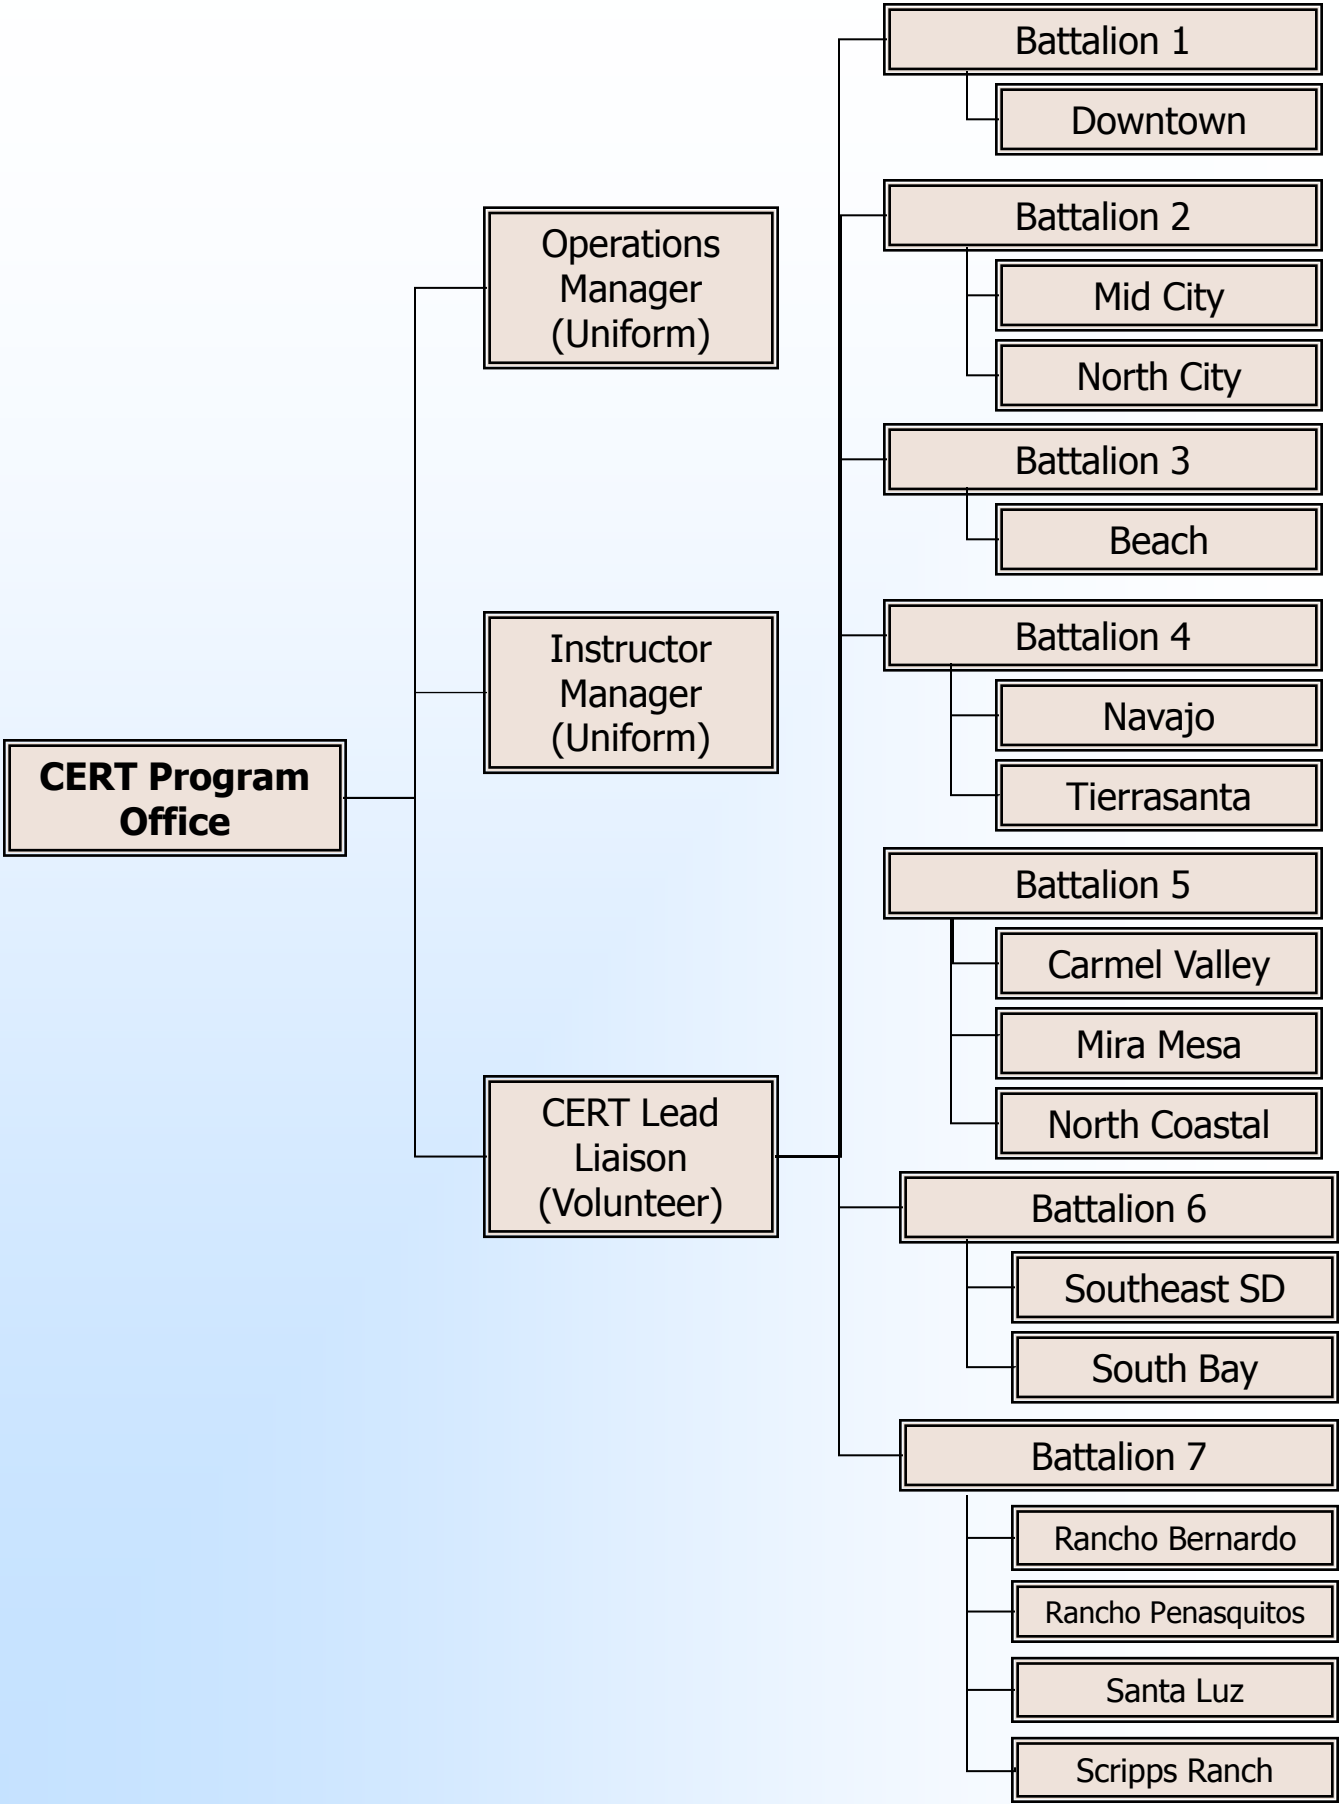 Battalion 1
Downtown
Battalion 2
Operations
Manager
(Uniform)
Mid City
North City
Battalion 3
Beach
Battalion 4
Instructor
Manager
(Uniform)
Navajo
CERT Program
Office
Tierrasanta
Battalion 5
Carmel Valley
Mira Mesa
CERT Lead
Liaison
(Volunteer)
North Coastal
Battalion 6
Southeast SD
South Bay
Battalion 7
Rancho Bernardo
Rancho Penasquitos
Santa Luz
Scripps Ranch